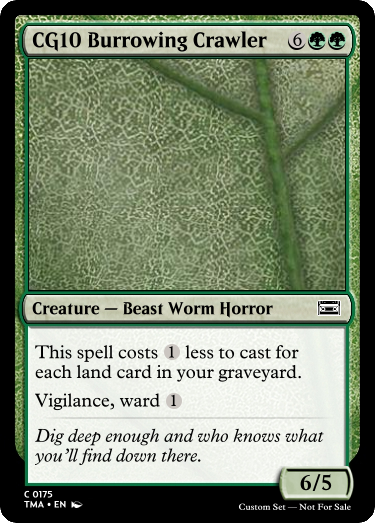 CG10 Burrowing Crawler 6
Creature — Beast Worm Horror
This spell costs 1 less to cast for
each land card in your graveyard.
Vigilance, ward 1
Dig deep enough and who knows what
you'll find down there.
6/5
C 0175
TMA • EN
Custom Set — Not For Sale